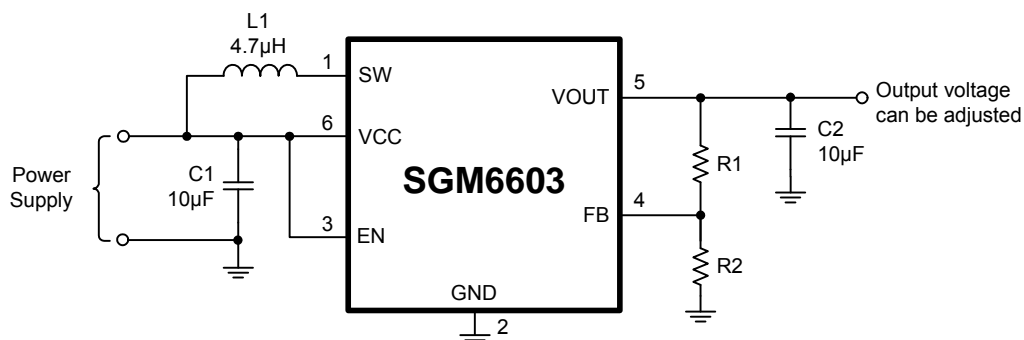 L1
4.7µH
1
SW
5
VOUT
Output voltage
can be adjusted
6
VCC
C2
10µF
Power
Supply
C1
10µF
SGM6603
R1
3
EN
4
FB
R2
GND
2